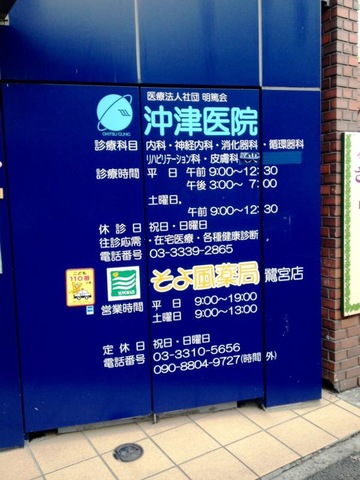 医療法人社団 明篤会
OKITSU CLINIC
沖津医院
診療科目 内科・神経内科・消化器科・循環器科
リハビリテーション科・皮膚科
診療時間 平 日 午前 9:00〜12:30
午後 3:00〜 7:00
土曜日,
午前 9:00〜12:30
休診日 祝日・日曜日
往診応需・在宅医療・各種健康診断
電話番号 03-3339-2865
こども
110番
そよ風薬局 鷺宮店
営業時間 平 日 9:00〜19:00
土曜日 9:00〜13:00
定休日 祝日・日曜日
電話番号 03-3310-5656
090-8804-9727(時間外)